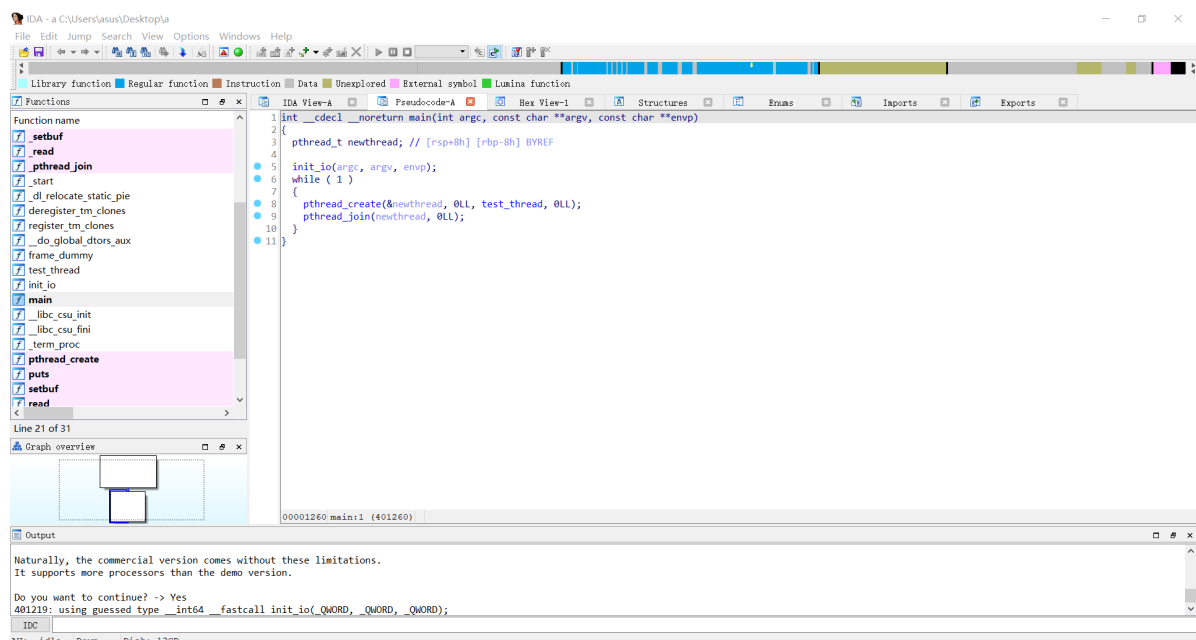 IDA - a C:\Users\asus\Desktop\a
File Edit Jump Search View Options Windows Help
Library function Regular function Instruction Data Unexplored External symbol Lumina function
Functions
IDA View-A Pseudocode-A Hex View-1 Structures Enums Imports Exports
Function name
_setbuf
_read
_pthread_join
_start
_dl_relocate_static_pie
deregister_tm_clones
register_tm_clones
__do_global_dtors_aux
frame_dummy
test_thread
init_io
main
__libc_csu_init
__libc_csu_fini
_term_proc
pthread_create
puts
setbuf
read
Line 21 of 31
Graph overview
1 int __cdecl __noreturn main(int argc, const char **argv, const char **envp)
2 {
3 pthread_t newthread; // [rsp+8h] [rbp-8h] BYREF
4
5 init_io(argc, argv, envp);
6 while ( 1 )
7 {
8 pthread_create(&newthread, 0LL, test_thread, 0LL);
9 pthread_join(newthread, 0LL);
10 }
11 }
00001260 main:1 (401260)
Output
Naturally, the commercial version comes without these limitations.
It supports more processors than the demo version.
Do you want to continue? -> Yes
401219: using guessed type __int64 __fastcall init_io(_QWORD, _QWORD, _QWORD);
IDC